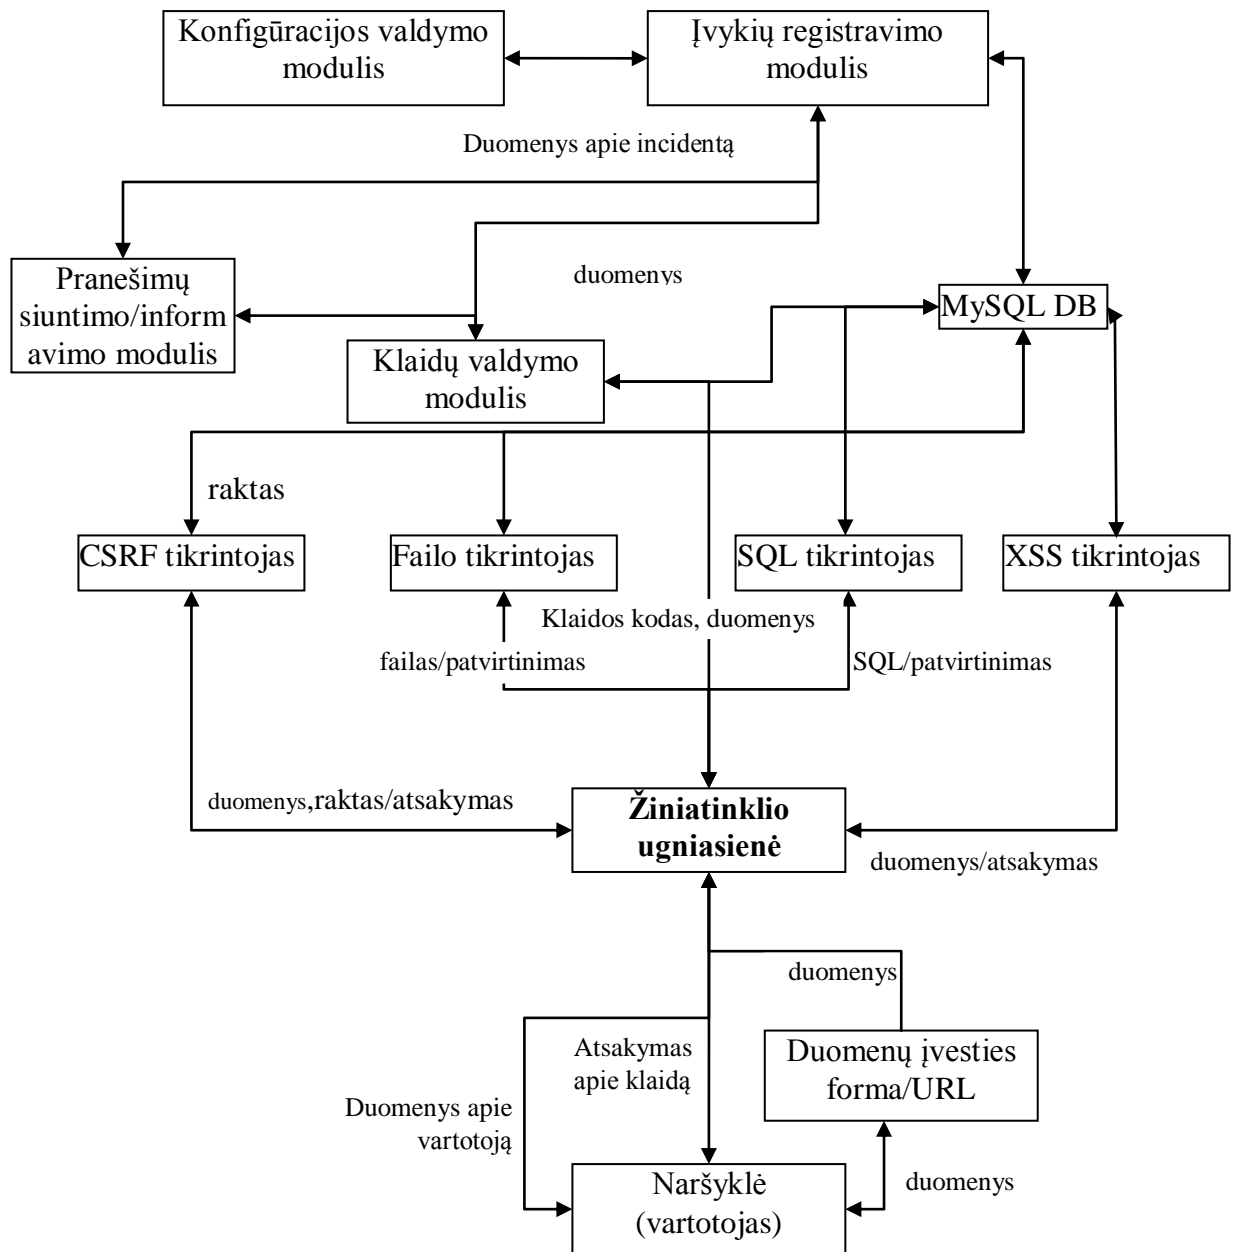 Konfigūracijos valdymo
modulis
Įvykių registravimo
modulis
Duomenys apie incidentą
Pranešimų
siuntimo/inform
avimo modulis
duomenys
MySQL DB
Klaidų valdymo
modulis
raktas
CSRF tikrintojas
Failo tikrintojas
SQL tikrintojas
XSS tikrintojas
Klaidos kodas, duomenys
failas/patvirtinimas
SQL/patvirtinimas
duomenys,raktas/atsakymas
Žiniatinklio
ugniasienė
duomenys/atsakymas
duomenys
Atsakymas
apie klaidą
Duomenų įvesties
forma/URL
Duomenys apie
vartotoją
Naršyklė
(vartotojas)
duomenys